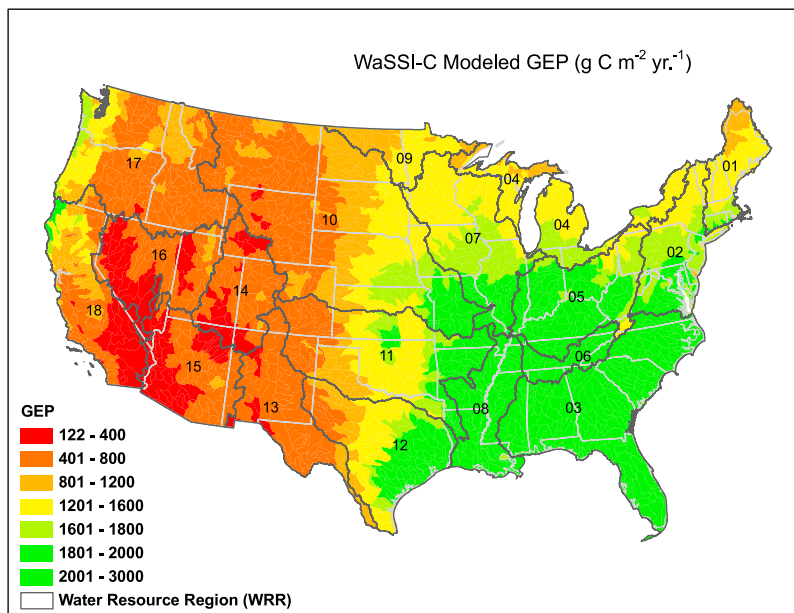 WaSSI-C Modeled GEP (g C m⁻² yr.⁻¹)
17
09
04
01
10
04
16
07
02
14
05
18
11
06
15
13
08
03
12
GEP
122 - 400
401 - 800
801 - 1200
1201 - 1600
1601 - 1800
1801 - 2000
2001 - 3000
Water Resource Region (WRR)